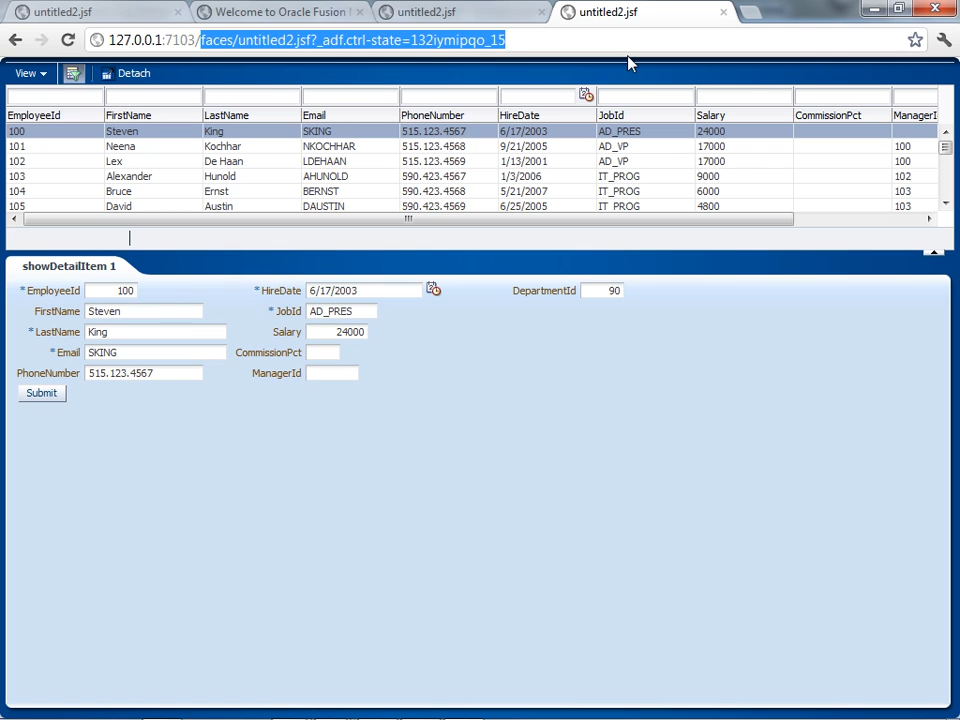 untitled2.jsf × Welcome to Oracle Fusion × untitled2.jsf × untitled2.jsf ×
127.0.0.1:7103/faces/untitled2.jsf?_adf.ctrl-state=132iymipqo_15
View Detach
EmployeeId FirstName LastName Email PhoneNumber HireDate JobId Salary CommissionPct ManagerI
100 Steven King SKING 515.123.4567 6/17/2003 AD_PRES 24000
101 Neena Kochhar NKOCHHAR 515.123.4568 9/21/2005 AD_VP 17000 100
102 Lex De Haan LDEHAAN 515.123.4569 1/13/2001 AD_VP 17000 100
103 Alexander Hunold AHUNOLD 590.423.4567 1/3/2006 IT_PROG 9000 102
104 Bruce Ernst BERNST 590.423.4568 5/21/2007 IT_PROG 6000 103
105 David Austin DAUSTIN 590.423.4569 6/25/2005 IT_PROG 4800 103
showDetailItem 1
* EmployeeId 100 * HireDate 6/17/2003 DepartmentId 90
FirstName Steven * JobId AD_PRES
* LastName King Salary 24000
* Email SKING CommissionPct
PhoneNumber 515.123.4567 ManagerId
Submit